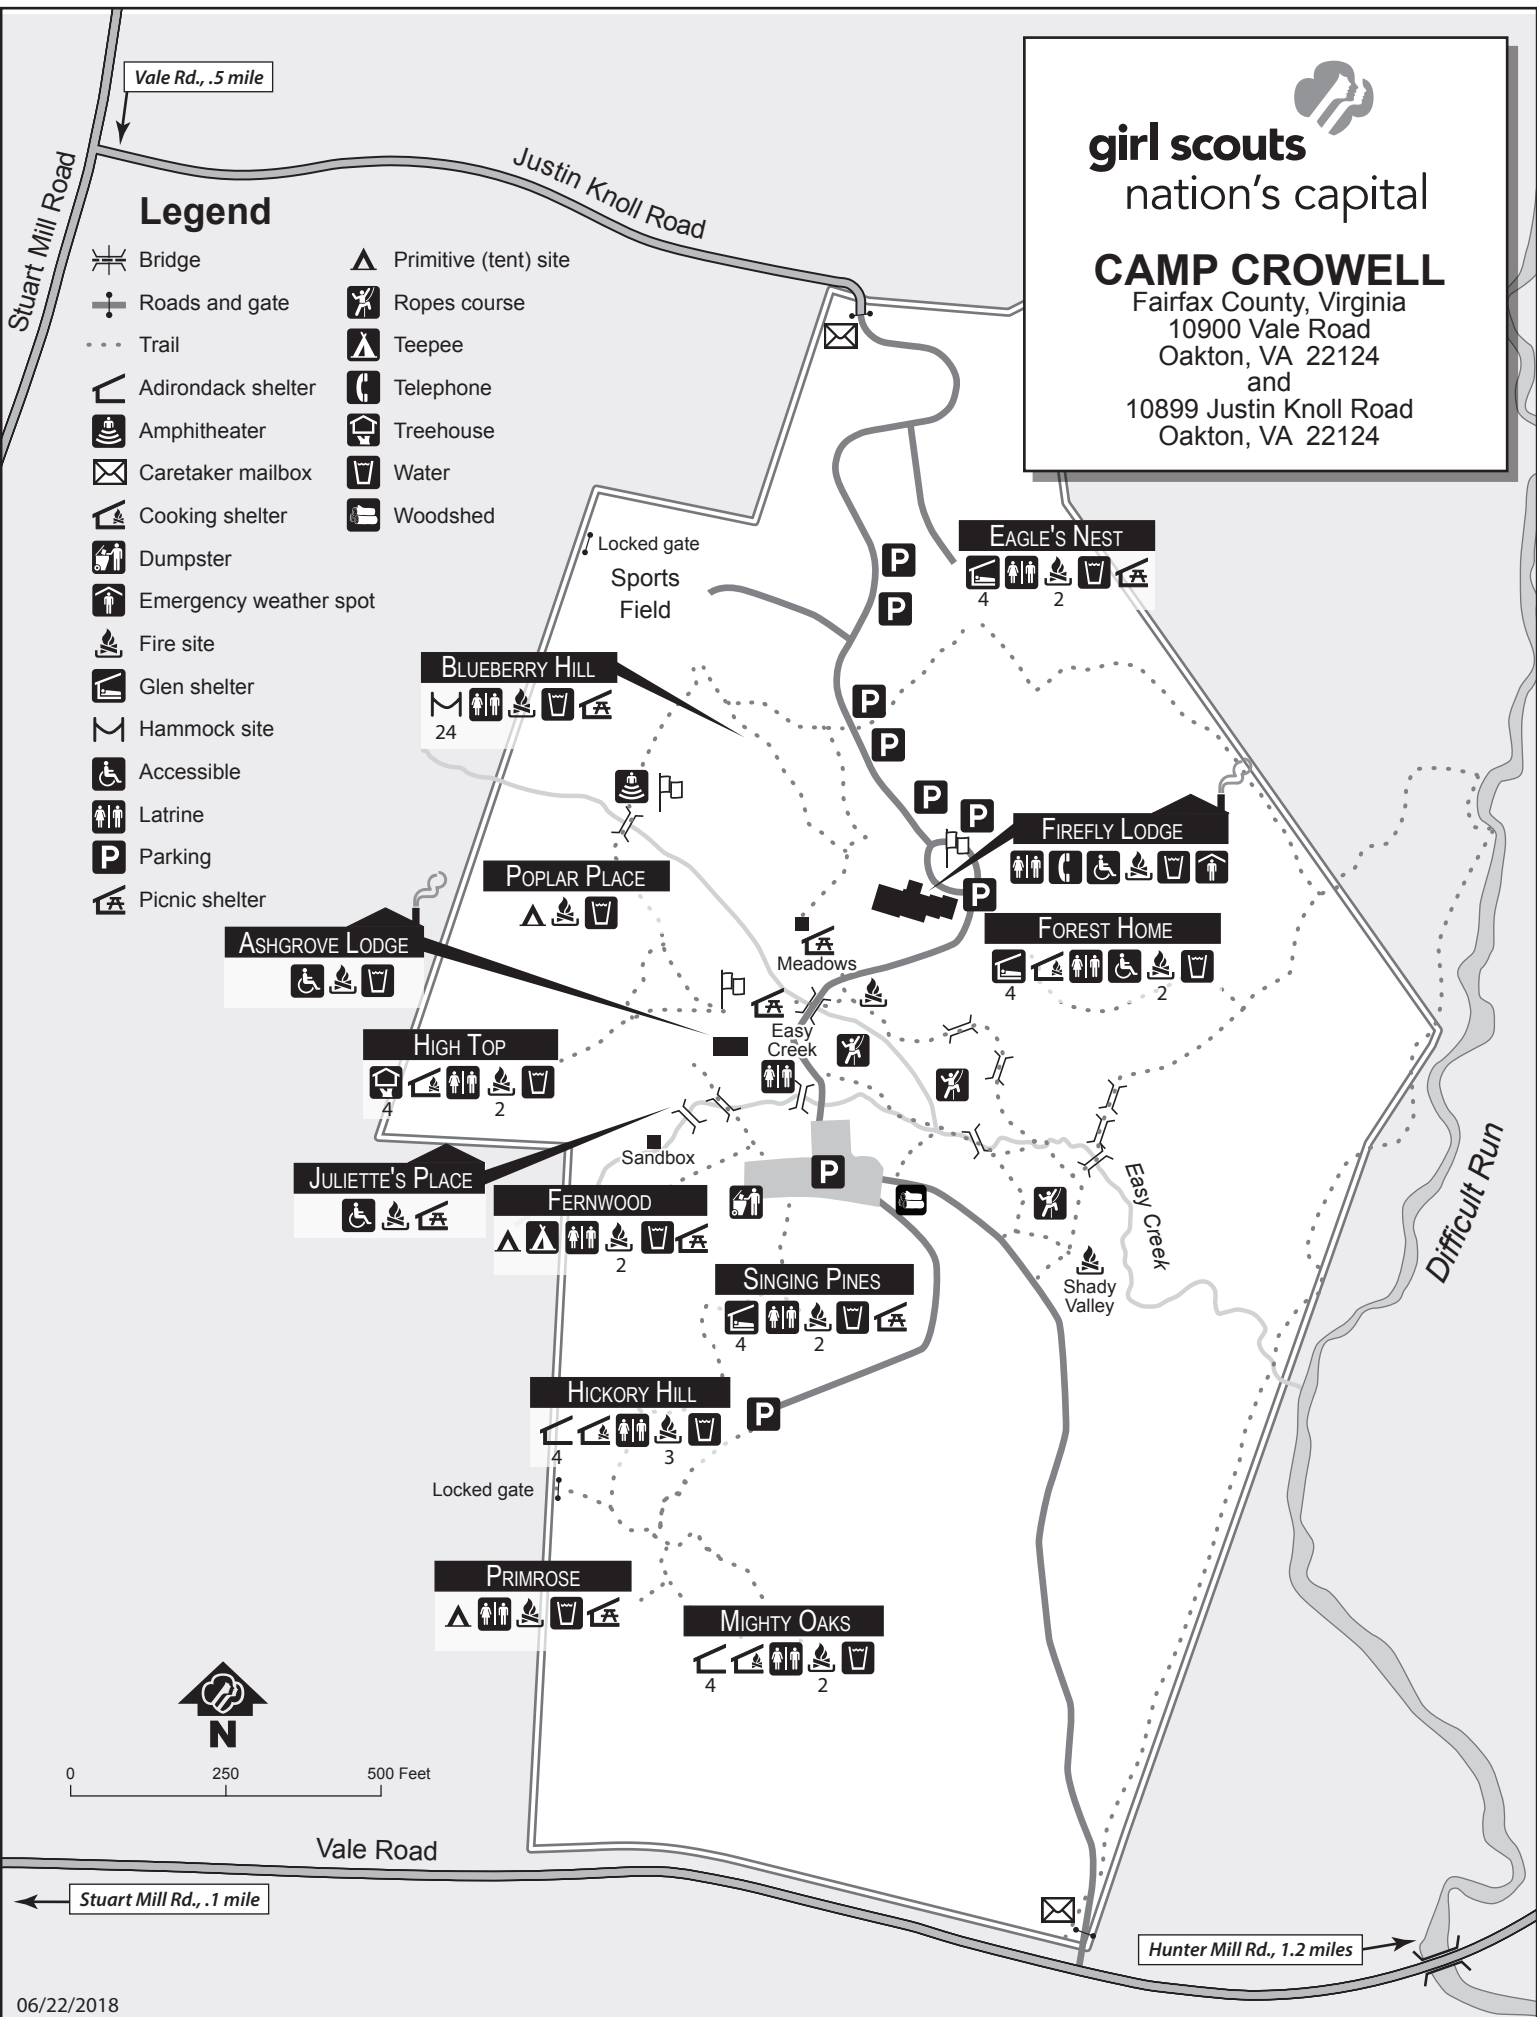 Vale Rd., .5 mile
Stuart Mill Road
Justin Knoll Road
girl scouts
nation's capital
CAMP CROWELL
Fairfax County, Virginia
10900 Vale Road
Oakton, VA 22124
and
10899 Justin Knoll Road
Oakton, VA 22124
Legend
Bridge
Roads and gate
Trail
Adirondack shelter
Amphitheater
Caretaker mailbox
Cooking shelter
Dumpster
Emergency weather spot
Fire site
Glen shelter
Hammock site
Accessible
Latrine
P Parking
Picnic shelter
Primitive (tent) site
Ropes course
Teepee
Telephone
Treehouse
Water
Woodshed
Locked gate
Sports
Field
P
P
EAGLE'S NEST
4 2
BLUEBERRY HILL
24
P
P
P
P
FIREFLY LODGE
POPLAR PLACE
P
ASHGROVE LODGE
Meadows
FOREST HOME
4 2
HIGH TOP
4 2
Easy
Creek
Sandbox
JULIETTE'S PLACE
P
FERNWOOD
2
Easy Creek
Difficult Run
Shady
Valley
SINGING PINES
4 2
HICKORY HILL
4 3
P
Locked gate
PRIMROSE
MIGHTY OAKS
4 2
N
0 250 500 Feet
Vale Road
Stuart Mill Rd., .1 mile
Hunter Mill Rd., 1.2 miles
06/22/2018